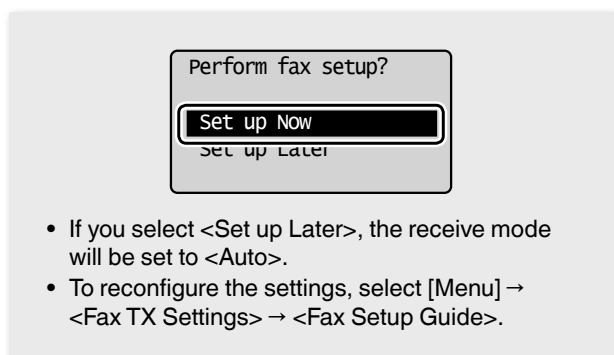 Perform fax setup?
Set up Now
Set up Later
• If you select <Set up Later>, the receive mode
will be set to <Auto>.
• To reconfigure the settings, select [Menu] →
<Fax TX Settings> → <Fax Setup Guide>.